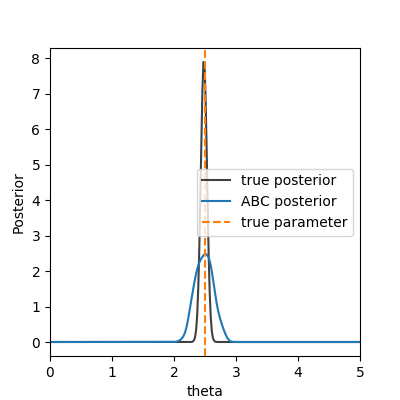 8
7
6
5
4
3
2
1
0
Posterior
true posterior
ABC posterior
true parameter
0 1 2 3 4 5
theta